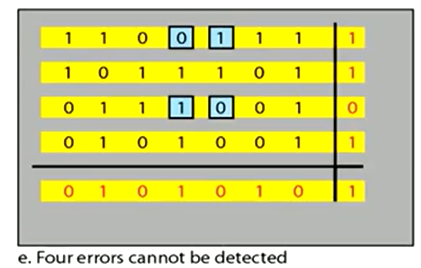 1 1 0 0 1 1 1 1
1 0 1 1 1 0 1 1
0 1 1 1 0 0 1 0
0 1 0 1 0 0 1 1
0 1 0 1 0 1 0 1
e. Four errors cannot be detected